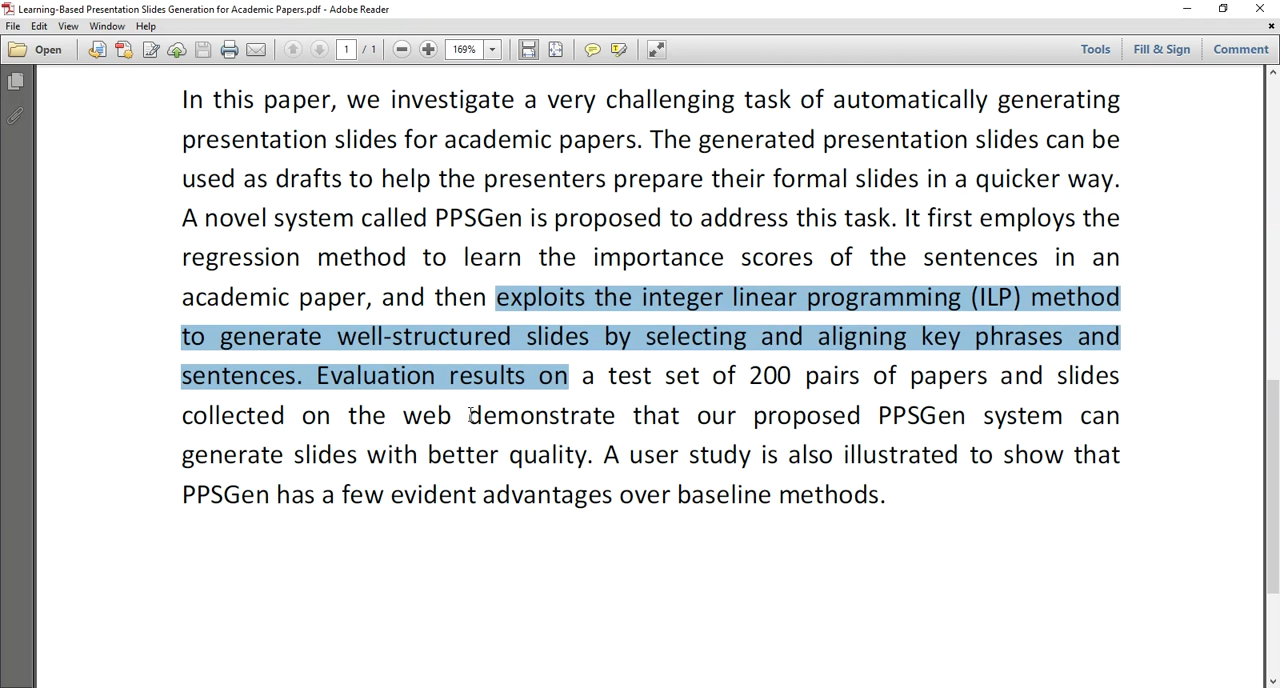 Learning-Based Presentation Slides Generation for Academic Papers.pdf - Adobe Reader
File Edit View Window Help
Open 1 / 1 169% Tools Fill & Sign Comment
In this paper, we investigate a very challenging task of automatically generating
presentation slides for academic papers. The generated presentation slides can be
used as drafts to help the presenters prepare their formal slides in a quicker way.
A novel system called PPSGen is proposed to address this task. It first employs the
regression method to learn the importance scores of the sentences in an
academic paper, and then exploits the integer linear programming (ILP) method
to generate well-structured slides by selecting and aligning key phrases and
sentences. Evaluation results on a test set of 200 pairs of papers and slides
collected on the web demonstrate that our proposed PPSGen system can
generate slides with better quality. A user study is also illustrated to show that
PPSGen has a few evident advantages over baseline methods.